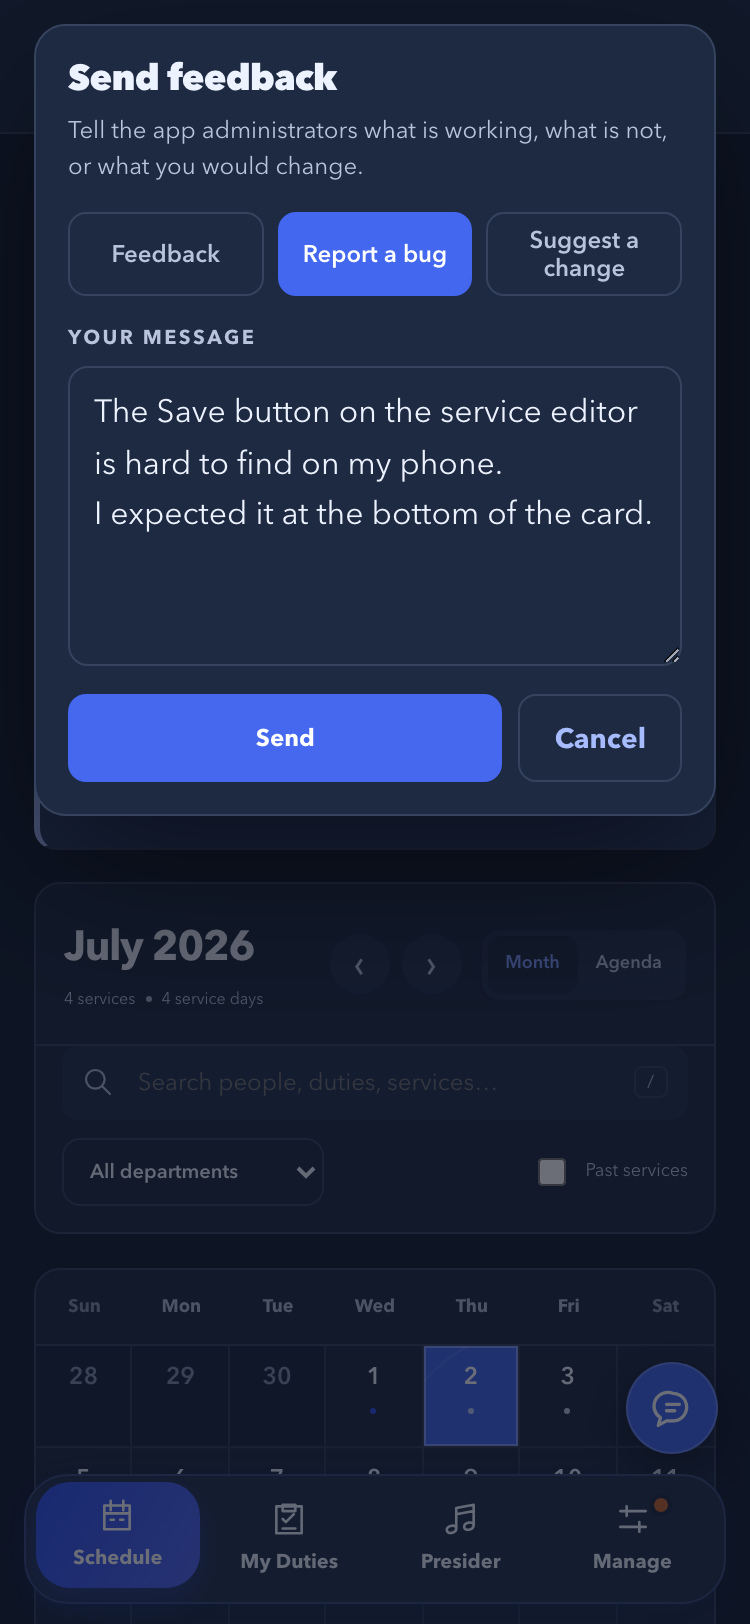 Send feedback
Tell the app administrators what is working, what is not,
or what you would change.
Feedback
Report a bug
Suggest a
change
YOUR MESSAGE
The Save button on the service editor
is hard to find on my phone.
I expected it at the bottom of the card.
Send
Cancel
July 2026
‹ ›
Month Agenda
4 services • 4 service days
Search people, duties, services...
/
All departments
Past services
Sun Mon Tue Wed Thu Fri Sat
28 29 30 1 2 3
Schedule
My Duties
Presider
Manage